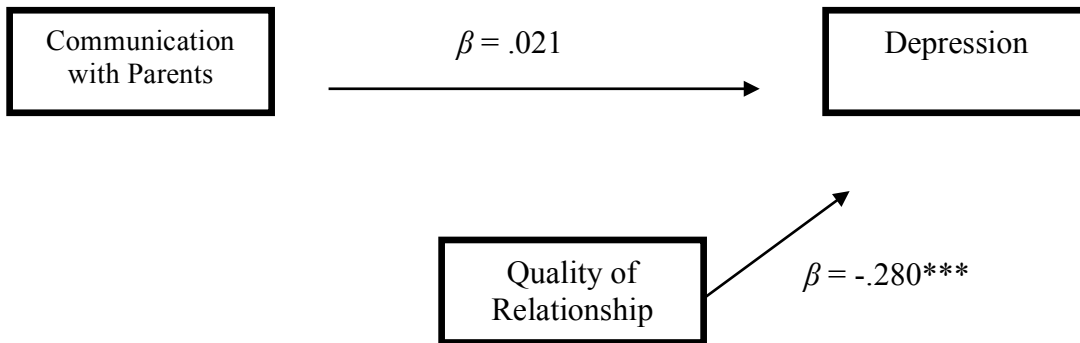 Communication
with Parents
β = .021
Depression
Quality of
Relationship
β = -.280***